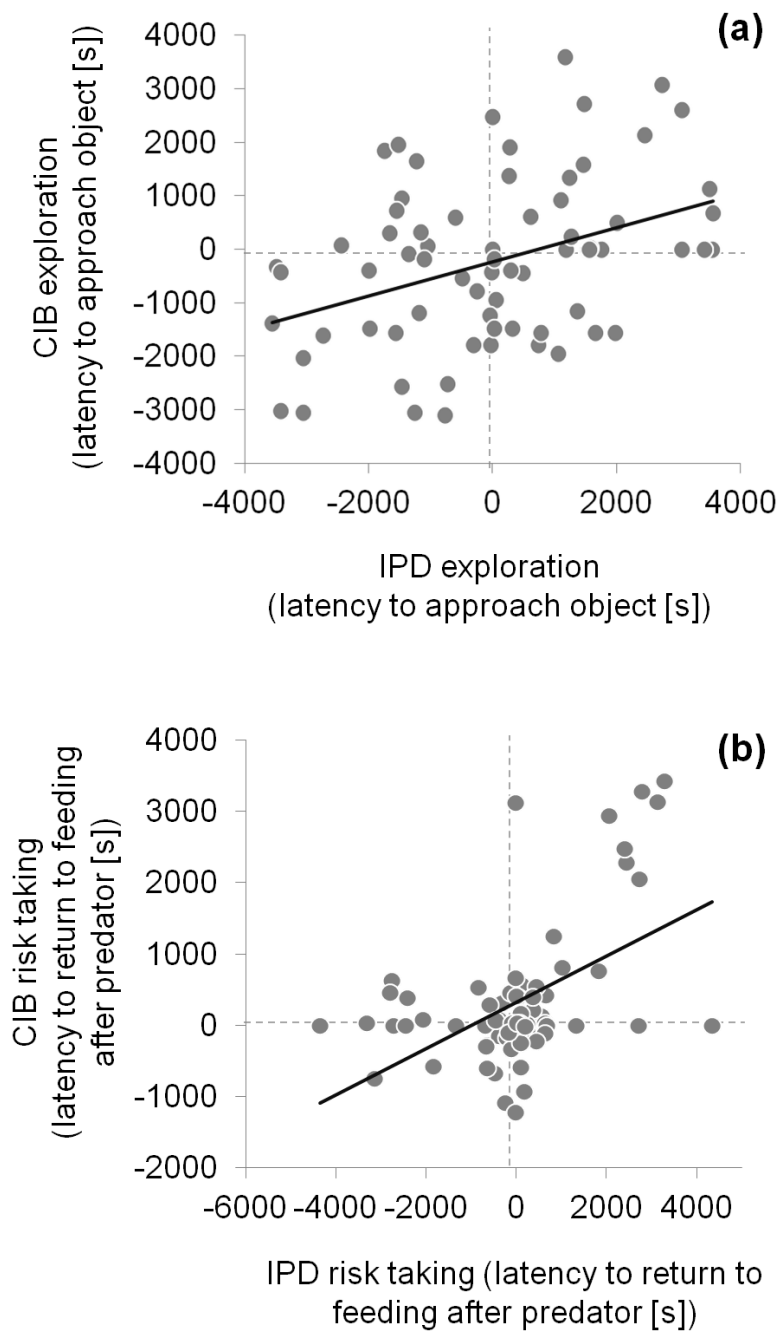 (a)
CIB exploration
(latency to approach object [s])
4000
3000
2000
1000
0
-1000
-2000
-3000
-4000
-4000 -2000 0 2000 4000
IPD exploration
(latency to approach object [s])
(b)
CIB risk taking
(latency to return to feeding
after predator [s])
4000
3000
2000
1000
0
-1000
-2000
-6000 -4000 -2000 0 2000 4000
IPD risk taking (latency to return to
feeding after predator [s])